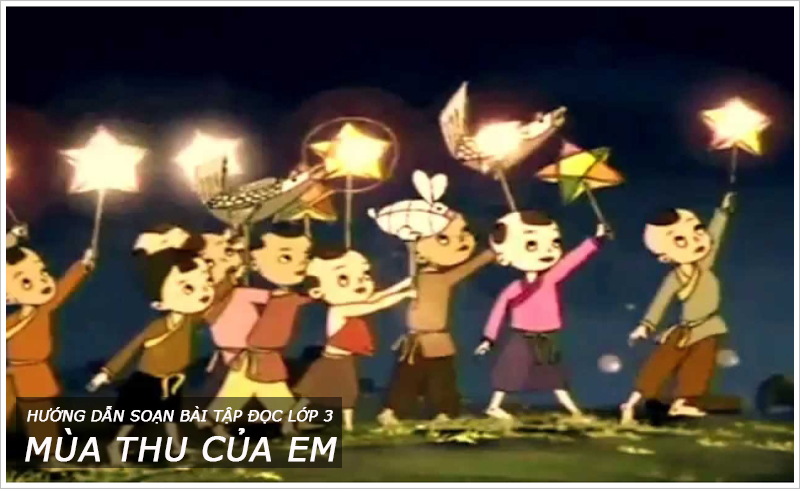 HƯỚNG DẪN SOẠN BÀI TẬP ĐỌC LỚP 3
MÙA THU CỦA EM